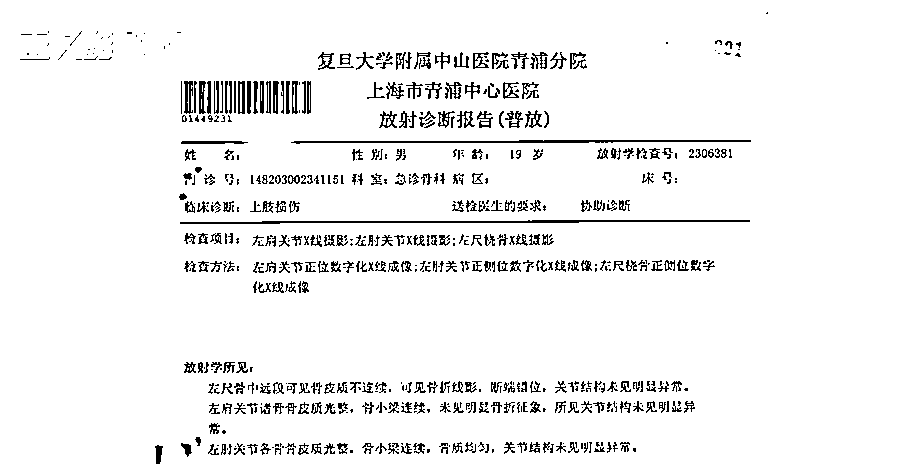 001
复旦大学附属中山医院青浦分院
上海市青浦中心医院
01449231
放射诊断报告(普放)
姓 名: 性 别: 男 年 龄: 19 岁 放射学检查号: 2306381
门 诊 号: 148203002341151 科 室: 急诊骨科 病 区: 床 号:
临床诊断: 上肢损伤 送检医生的要求: 协助诊断
检查项目: 左肩关节X线摄影;左肘关节X线摄影;左尺桡骨X线摄影
检查方法: 左肩关节正位数字化X线成像;左肘关节正侧位数字化X线成像;左尺桡骨正侧位数字
化X线成像
放射学所见:
左尺骨中远段可见骨皮质不连续, 可见骨折线影, 断端错位, 关节结构未见明显异常。
左肩关节诸骨骨皮质光整, 骨小梁连续, 未见明显骨折征象, 所见关节结构未见明显异
常。
左肘关节各骨骨皮质光整, 骨小梁连续, 骨质均匀, 关节结构未见明显异常。